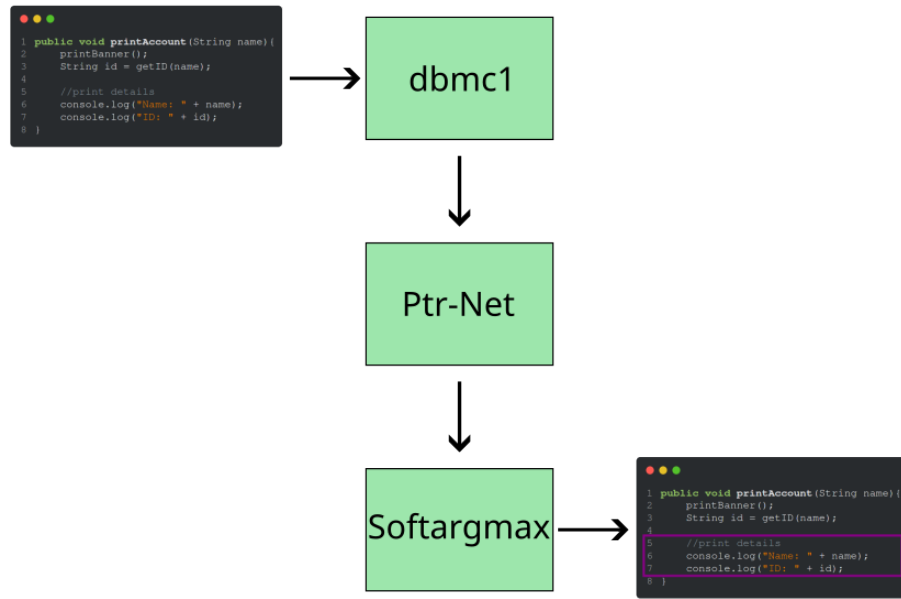 1 public void printAccount(String name){
2 printBanner();
3 String id = getID(name);
4
5 //print details
6 console.log("Name: " + name);
7 console.log("ID: " + id);
8 }
dbmc1
Ptr-Net
Softargmax
1 public void printAccount(String name){
2 printBanner();
3 String id = getID(name);
4
5 //print details
6 console.log("Name: " + name);
7 console.log("ID: " + id);
8 }